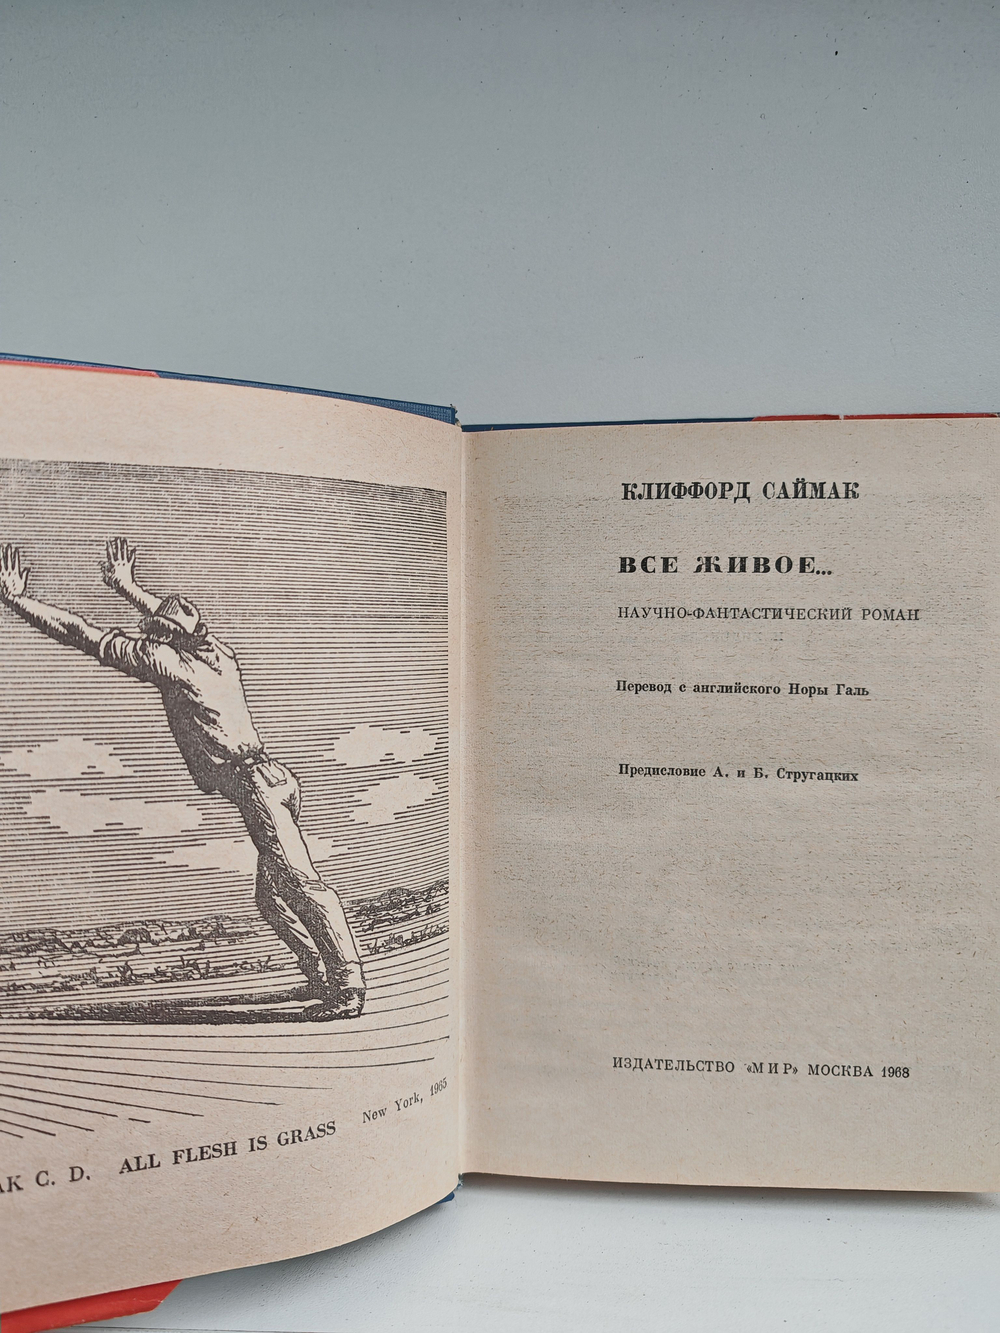 АК C. D. ALL FLESH IS GRASS New York, 1965
КЛИФФОРД САЙМАК
ВСЕ ЖИВОЕ...
НАУЧНО-ФАНТАСТИЧЕСКИЙ РОМАН
Перевод с английского Норы Галь
Предисловие А. и Б. Стругацких
ИЗДАТЕЛЬСТВО «МИР» МОСКВА 1968